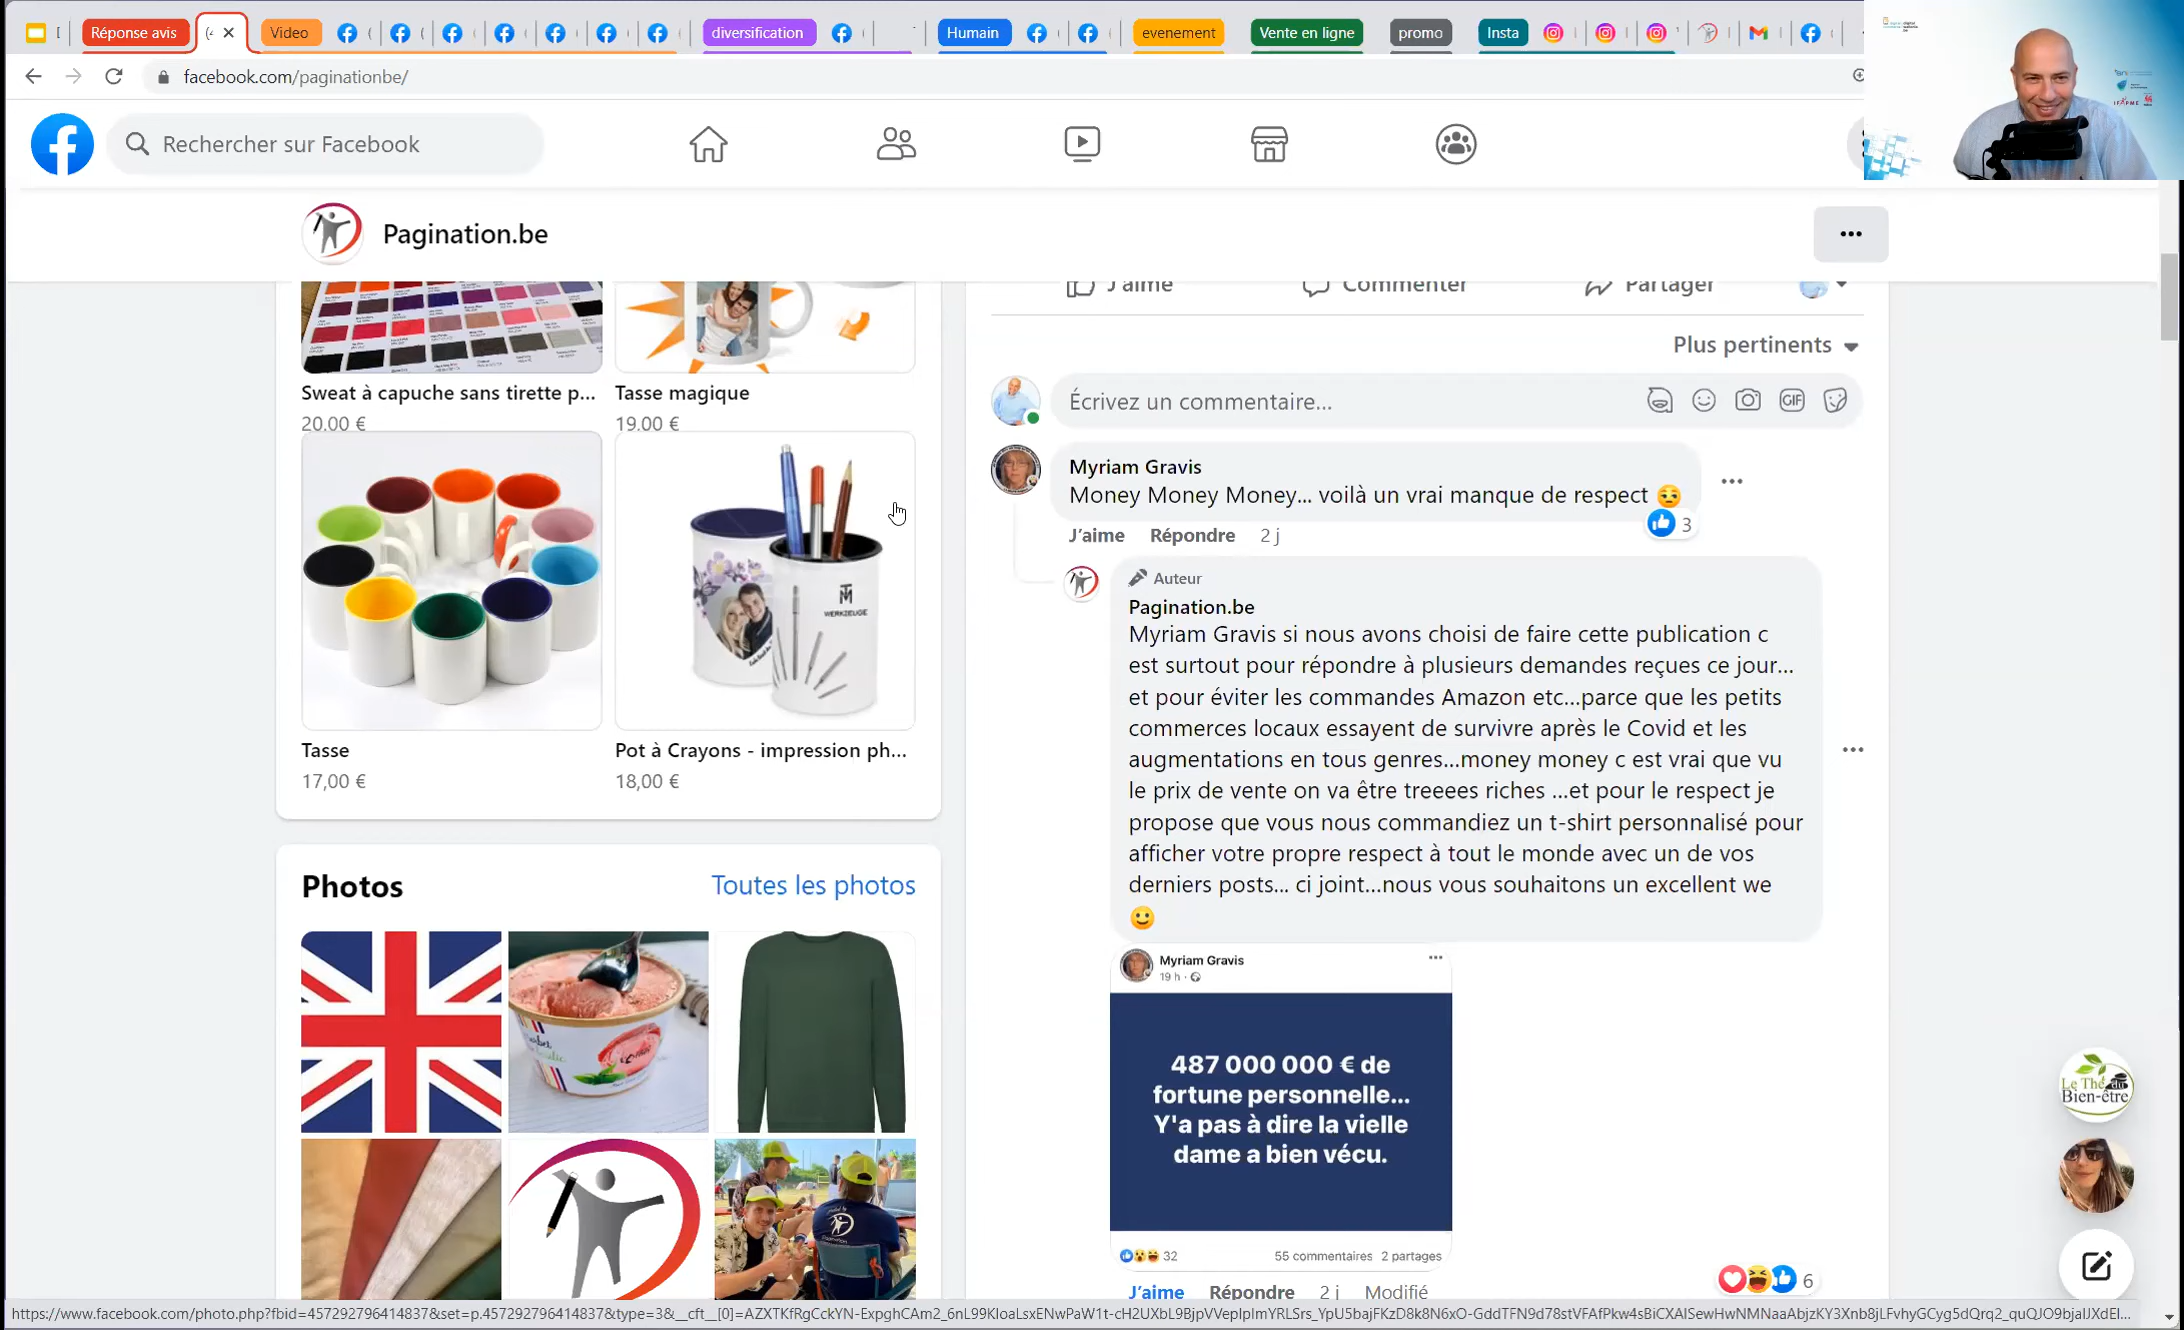 Réponse avis
Video
diversification
Humain
evenement
Vente en ligne
promo
Insta
facebook.com/paginationbe/
Rechercher sur Facebook
Pagination.be
J'aime
Commenter
Partager
Plus pertinents
Écrivez un commentaire...
Sweat à capuche sans tirette p...
20,00 €
Tasse magique
19,00 €
Tasse
17,00 €
WERKZEUGE
Pot à Crayons - impression ph...
18,00 €
Photos
Toutes les photos
Myriam Gravis
Money Money Money... voilà un vrai manque de respect 😒
3
J'aime Répondre 2 j
Auteur
Pagination.be
Myriam Gravis si nous avons choisi de faire cette publication c
est surtout pour répondre à plusieurs demandes reçues ce jour...
et pour éviter les commandes Amazon etc...parce que les petits
commerces locaux essayent de survivre après le Covid et les
augmentations en tous genres...money money c est vrai que vu
le prix de vente on va être treeees riches ...et pour le respect je
propose que vous nous commandiez un t-shirt personnalisé pour
afficher votre propre respect à tout le monde avec un de vos
derniers posts... ci joint...nous vous souhaitons un excellent we
🙂
Myriam Gravis
19 h
487 000 000 € de
fortune personnelle...
Y'a pas à dire la vielle
dame a bien vécu.
32
55 commentaires 2 partages
J'aime Répondre 2 j Modifié
6
Le Thé du
Bien-être
IFAPME